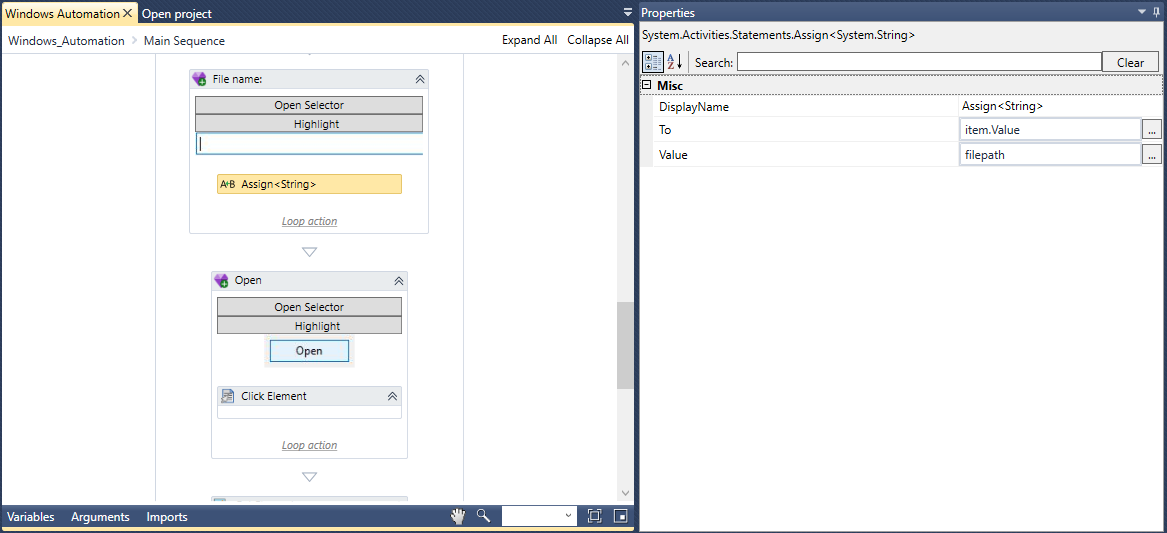 Windows Automation
Open project
Windows_Automation
Main Sequence
Expand All
Collapse All
File name:
Open Selector
Highlight
A+B Assign<String>
Loop action
Open
Open Selector
Highlight
Open
Click Element
Loop action
Variables
Arguments
Imports
Properties
System.Activities.Statements.Assign<System.String>
A
Z
Search:
Clear
Misc
DisplayName
Assign<String>
To
item.Value
...
Value
filepath
...